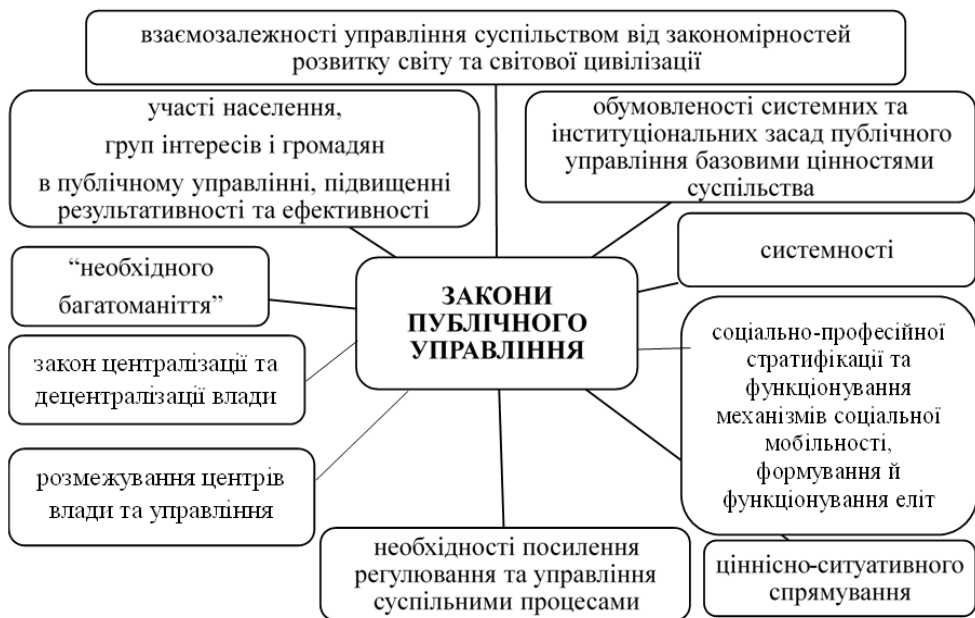 взаємозалежності управління суспільством від закономірностей
розвитку світу та світової цивілізації
участі населення,
груп інтересів і громадян
в публічному управлінні, підвищенні
результативності та ефективності
обумовленості системних та
інституціональних засад публічного
управління базовими цінностями
суспільства
“необхідного
багатоманіття”
ЗАКОНИ
ПУБЛІЧНОГО
УПРАВЛІННЯ
системності
закон централізації та
децентралізації влади
соціально-професійної
стратифікації та
функціонування
механізмів соціальної
мобільності,
формування й
функціонування еліт
розмежування центрів
влади та управління
необхідності посилення
регулювання та управління
суспільними процесами
ціннісно-ситуативного
спрямування